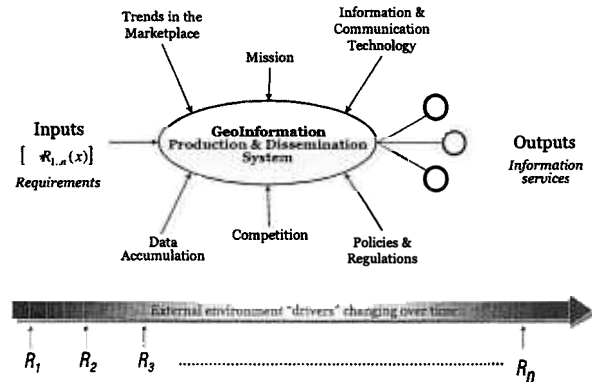 Trends in the
Marketplace
Information &
Communication
Technology
Mission
Inputs
[ R1..n(x)]
Requirements
GeoInformation
Production & Dissemination
System
Outputs
Information
services
Data
Accumulation
Competition
Policies &
Regulations
External environment "drivers" changing over time
R1 R2 R3 ........ Rn